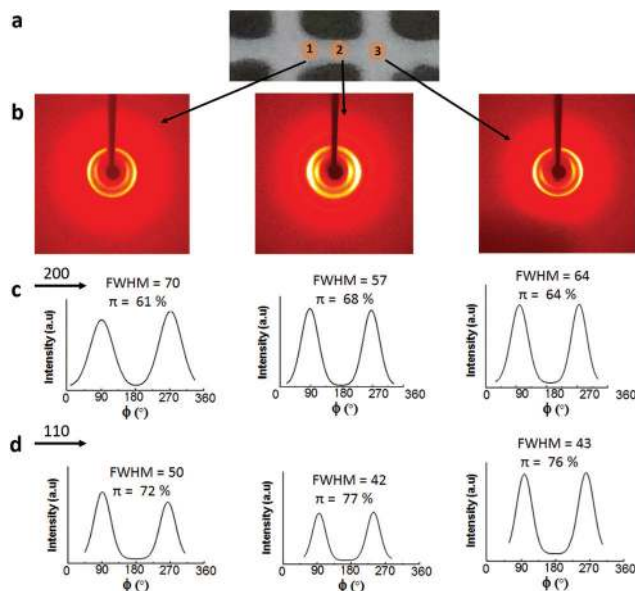 a
1 2 3
b
c
200
FWHM = 70
π = 61 %
FWHM = 57
π = 68 %
FWHM = 64
π = 64 %
Intensity (a.u)
0 90 180 270 360
ϕ (°)
Intensity (a.u)
0 90 180 270 360
ϕ (°)
Intensity (a.u)
0 90 180 270 360
ϕ (°)
d
110
FWHM = 50
π = 72 %
FWHM = 42
π = 77 %
FWHM = 43
π = 76 %
Intensity (a.u)
0 90 180 270 360
ϕ (°)
Intensity (a.u)
0 90 180 270 360
ϕ (°)
Intensity (a.u)
0 90 180 270 360
ϕ (°)